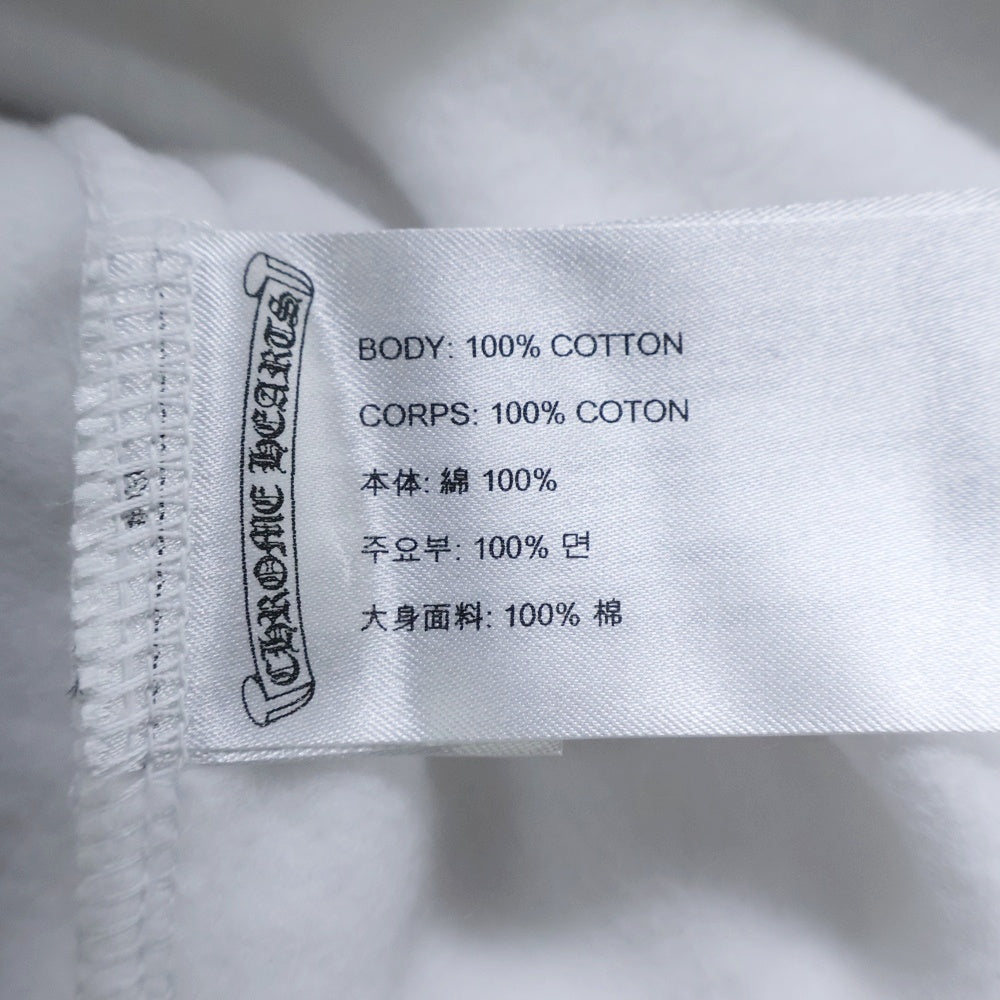 CHROME HEARTS
BODY: 100% COTTON
CORPS: 100% COTON
本体: 綿 100%
주요부: 100% 면
大身面料: 100% 棉